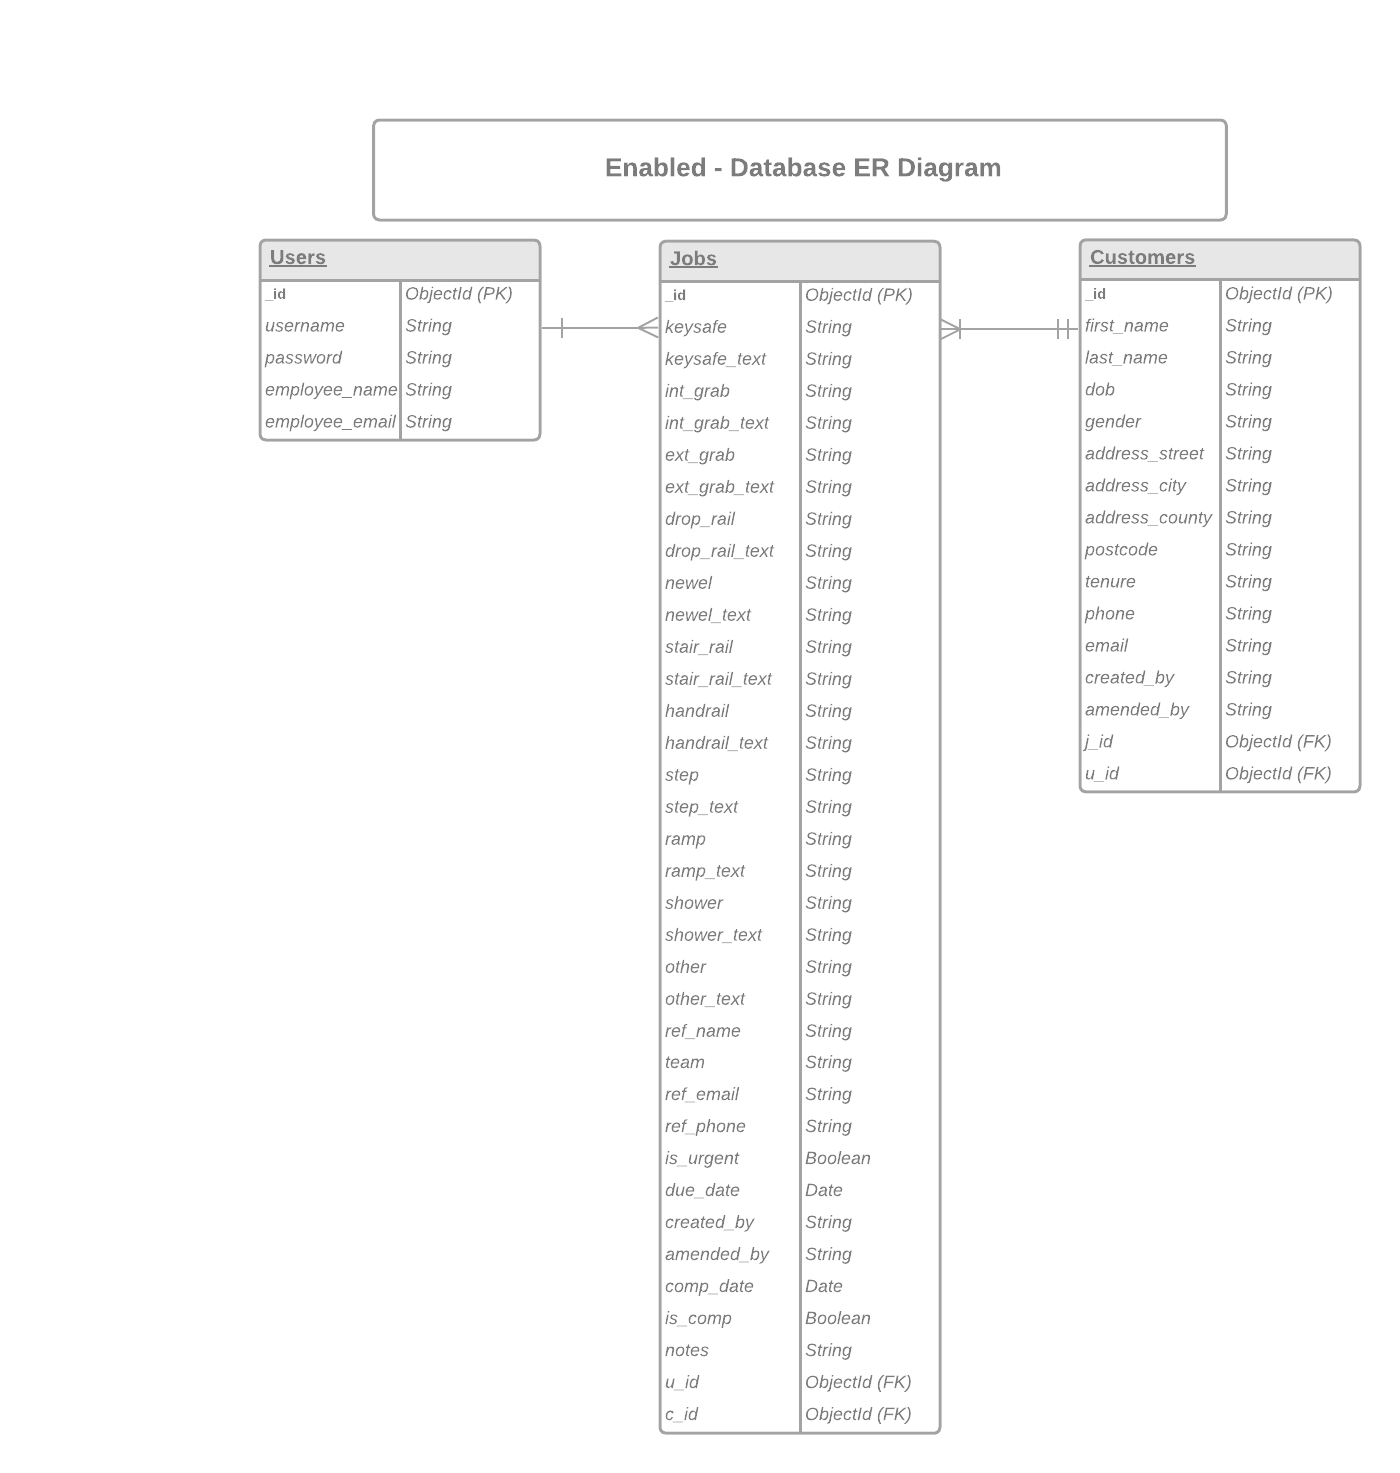 Enabled - Database ER Diagram
Users
_id ObjectId (PK)
username String
password String
employee_name String
employee_email String
Jobs
_id ObjectId (PK)
keysafe String
keysafe_text String
int_grab String
int_grab_text String
ext_grab String
ext_grab_text String
drop_rail String
drop_rail_text String
newel String
newel_text String
stair_rail String
stair_rail_text String
handrail String
handrail_text String
step String
step_text String
ramp String
ramp_text String
shower String
shower_text String
other String
other_text String
ref_name String
team String
ref_email String
ref_phone String
is_urgent Boolean
due_date Date
created_by String
amended_by String
comp_date Date
is_comp Boolean
notes String
u_id ObjectId (FK)
c_id ObjectId (FK)
Customers
_id ObjectId (PK)
first_name String
last_name String
dob String
gender String
address_street String
address_city String
address_county String
postcode String
tenure String
phone String
email String
created_by String
amended_by String
j_id ObjectId (FK)
u_id ObjectId (FK)